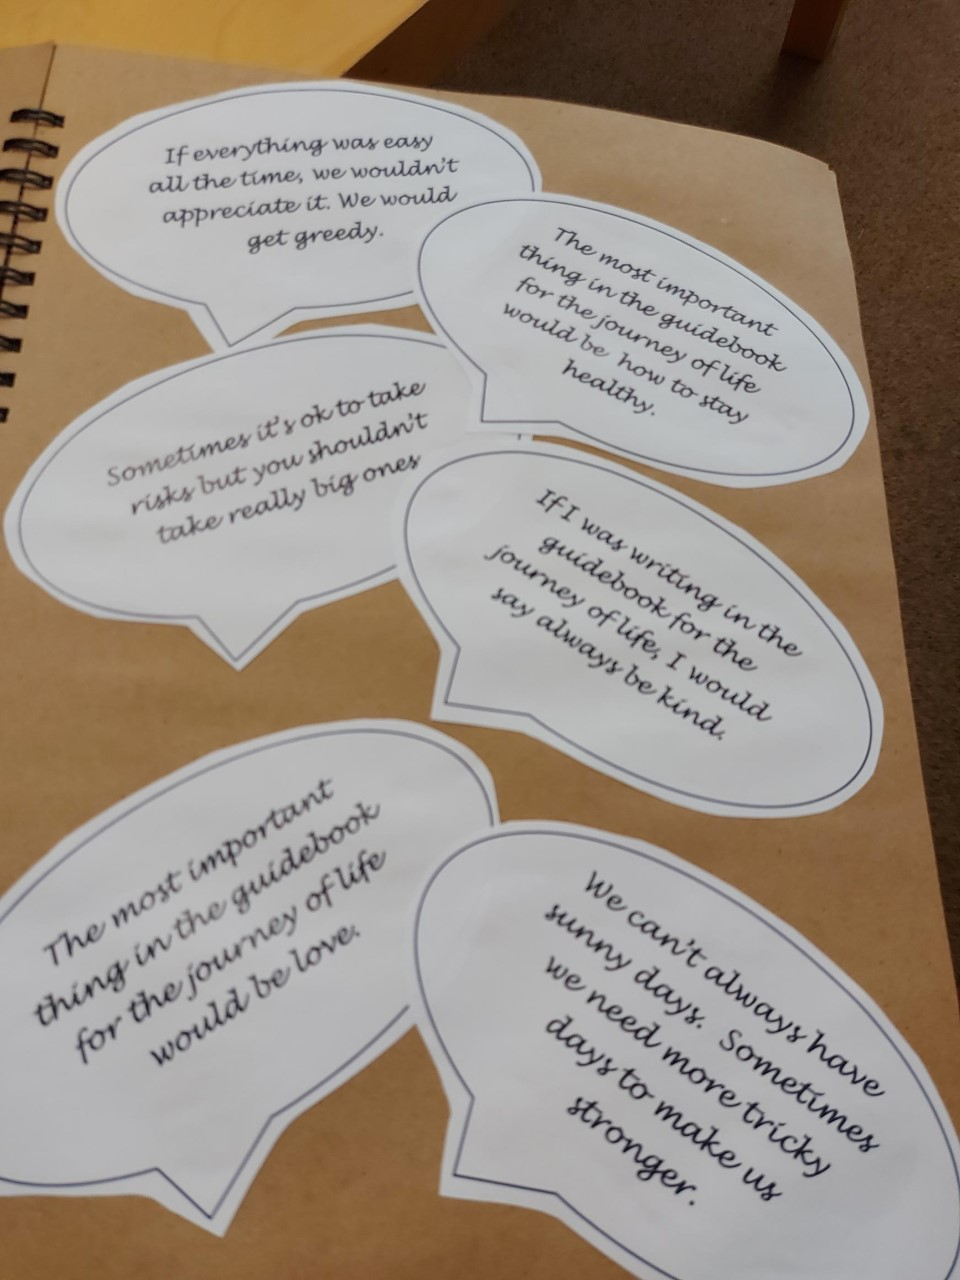 If everything was easy
all the time, we wouldn't
appreciate it. We would
get greedy.
The most important
thing in the guidebook
for the journey of life
would be how to stay
healthy.
Sometimes it's ok to take
risks but you shouldn't
take really big ones
If I was writing in the
guidebook for the
journey of life, I would
say always be kind.
The most important
thing in the guidebook
for the journey of life
would be love.
We can't always have
sunny days. Sometimes
we need more tricky
days to make us
stronger.